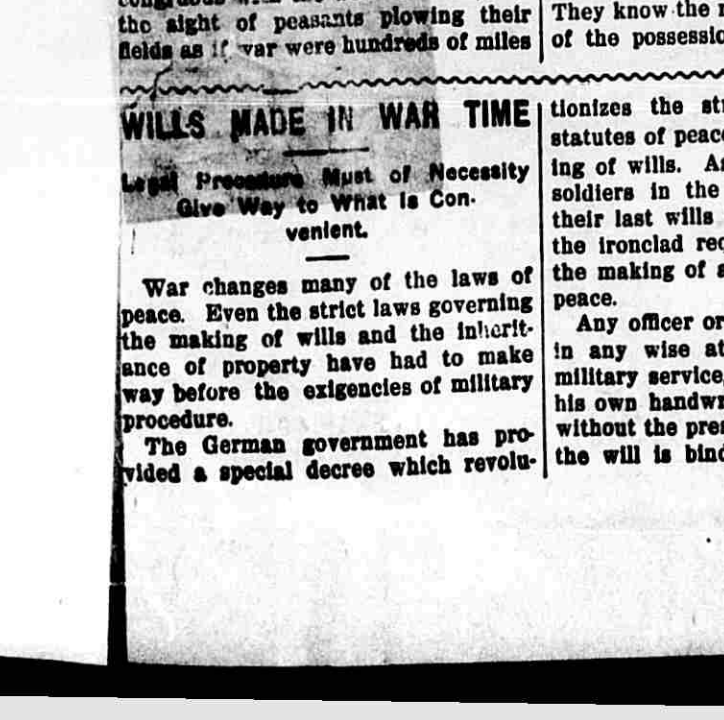 the sight of peasants plowing their
fields as if war were hundreds of miles
WILLS MADE IN WAR TIME
Legal Procedure Must of Necessity
Give Way to What Is Con-
venient.
War changes many of the laws of
peace. Even the strict laws governing
the making of wills and the inherit-
ance of property have had to make
way before the exigencies of military
procedure.
The German government has pro-
vided a special decree which revolu-
They know the
of the possessio
tionizes the
statutes of peac
ing of wills.
soldiers in the
their last wills
the ironclad
the making of a
peace.
Any officer or
in any wise at
military service,
his own handwr
without the
the will is bind